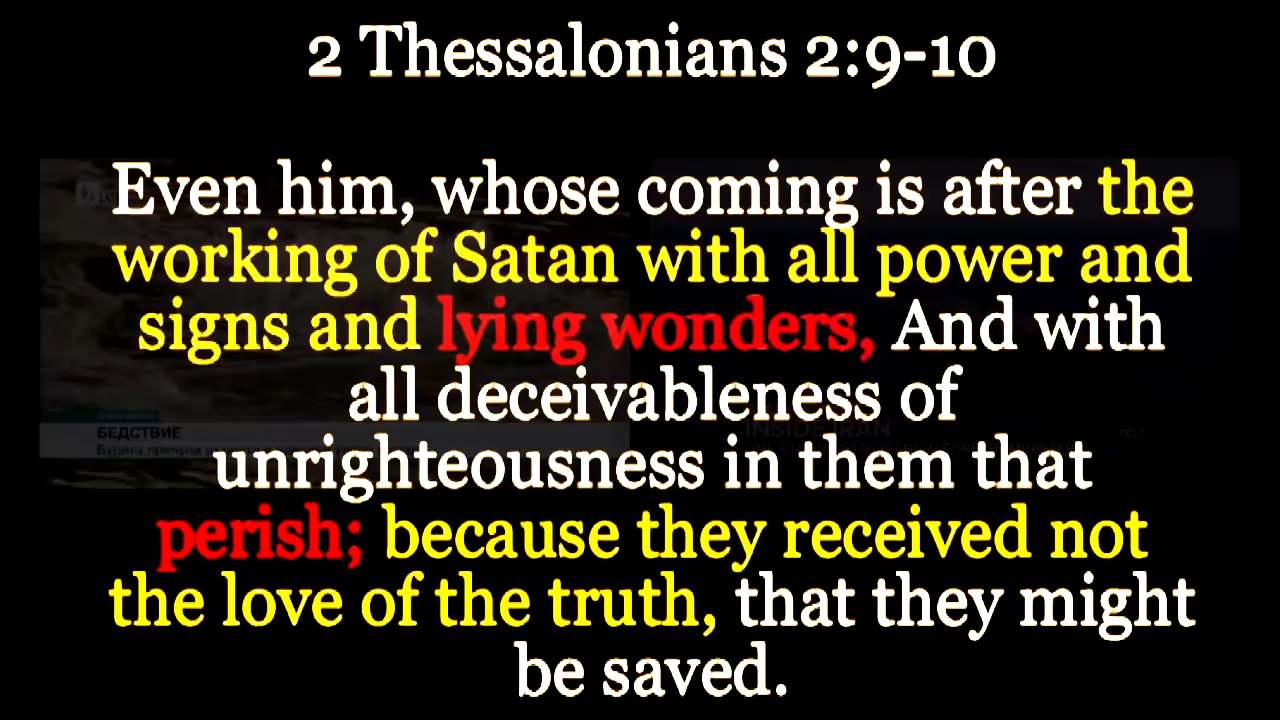 2 Thessalonians 2:9-10
Even him, whose coming is after the
working of Satan with all power and
signs and lying wonders, And with
all deceivableness of
БЕДСТВИЕ
INSIDE IRAN
unrighteousness in them that
perish; because they received not
the love of the truth, that they might
be saved.